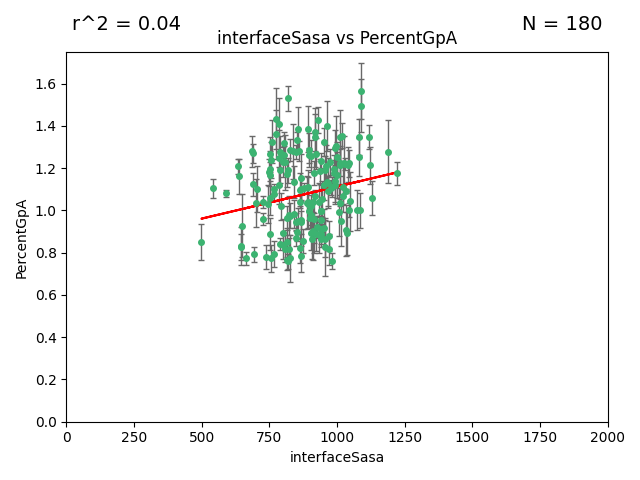 r^2 = 0.04
N = 180
interfaceSasa vs PercentGpA
PercentGpA
1.6
1.4
1.2
1.0
0.8
0.6
0.4
0.2
0.0
0 250 500 750 1000 1250 1500 1750 2000
interfaceSasa